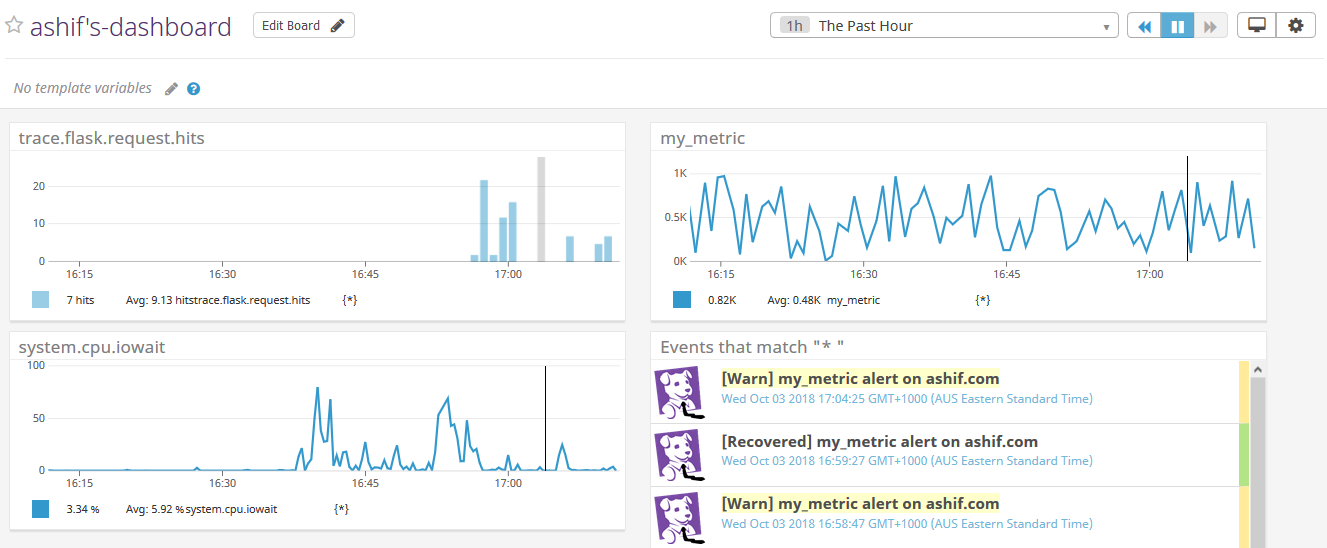 ashif's-dashboard
Edit Board
1h The Past Hour
No template variables
?
trace.flask.request.hits
20
10
0
16:15 16:30 16:45 17:00
7 hits Avg: 9.13 hitstrace.flask.request.hits {*}
my_metric
1K
0.5K
0K
16:15 16:30 16:45 17:00
0.82K Avg: 0.48K my_metric {*}
system.cpu.iowait
100
50
0
16:15 16:30 16:45 17:00
3.34 % Avg: 5.92 %system.cpu.iowait {*}
Events that match "* "
[Warn] my_metric alert on ashif.com
Wed Oct 03 2018 17:04:25 GMT+1000 (AUS Eastern Standard Time)
[Recovered] my_metric alert on ashif.com
Wed Oct 03 2018 16:59:27 GMT+1000 (AUS Eastern Standard Time)
[Warn] my_metric alert on ashif.com
Wed Oct 03 2018 16:58:47 GMT+1000 (AUS Eastern Standard Time)